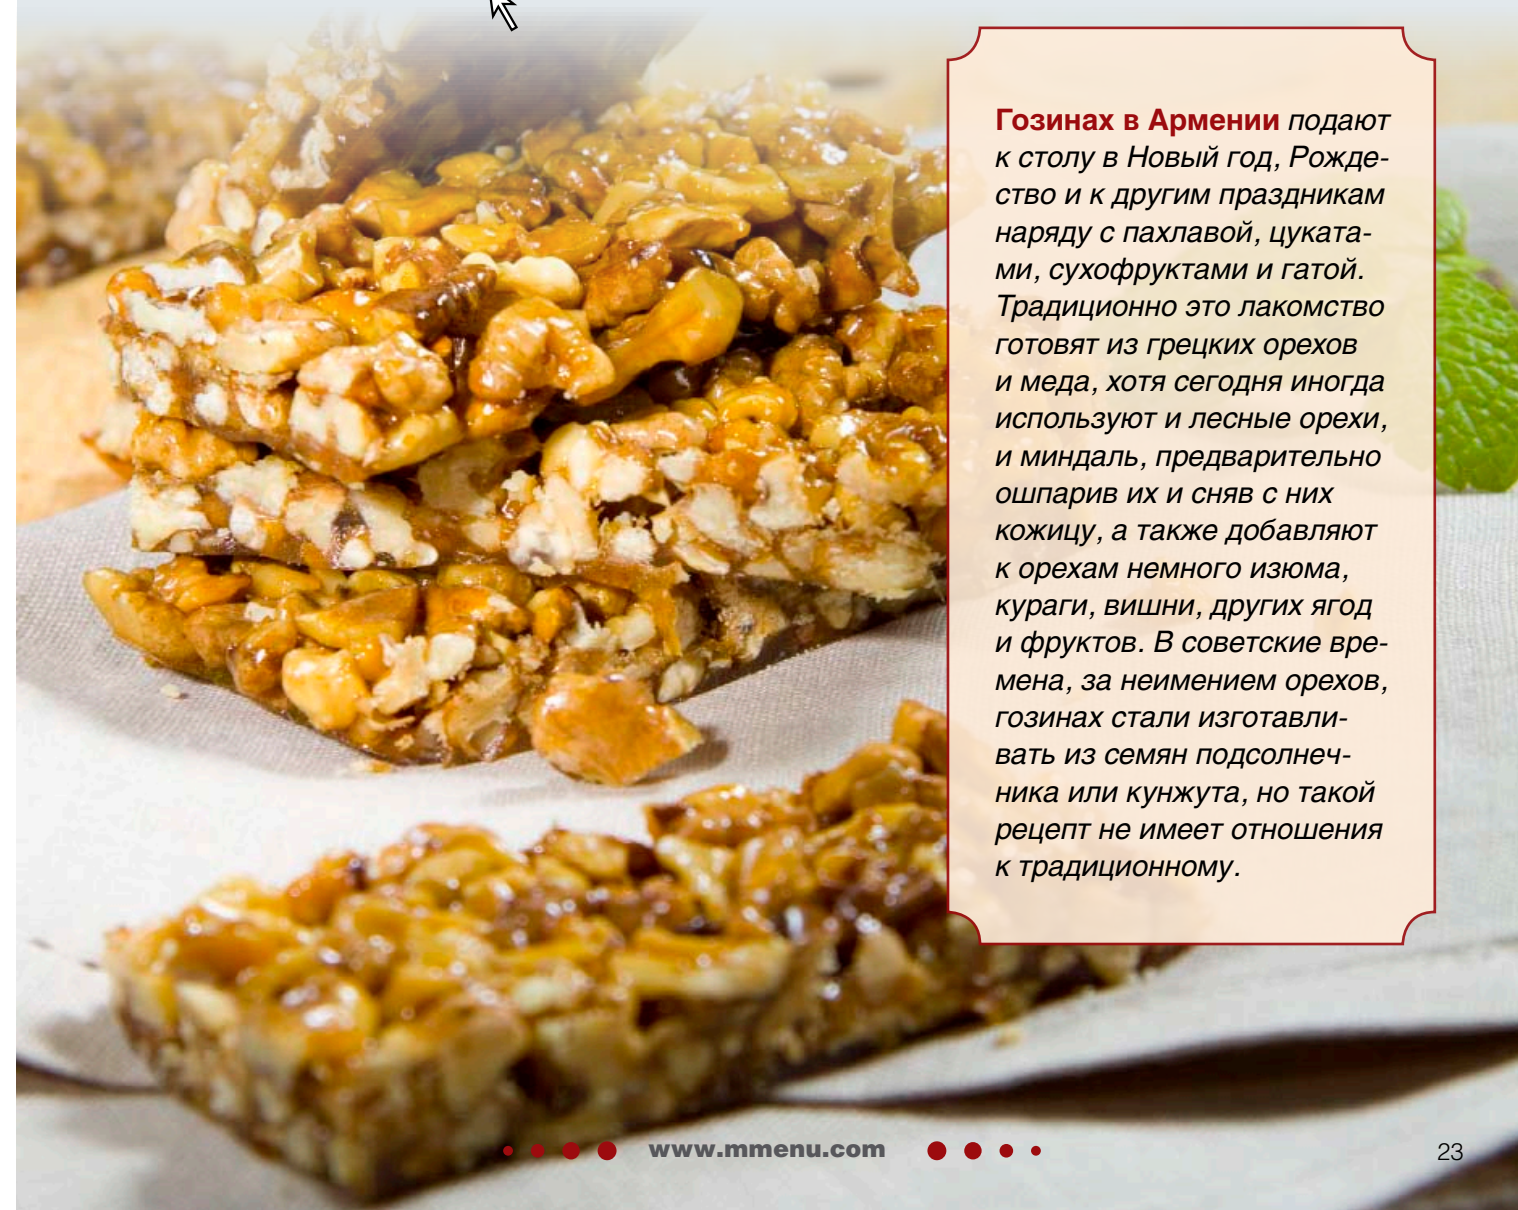 Гозинах в Армении подают
к столу в Новый год, Рожде-
ство и к другим праздникам
наряду с пахлавой, цуката-
ми, сухофруктами и гатой.
Традиционно это лакомство
готовят из грецких орехов
и меда, хотя сегодня иногда
используют и лесные орехи,
и миндаль, предварительно
ошпарив их и сняв с них
кожицу, а также добавляют
к орехам немного изюма,
кураги, вишни, других ягод
и фруктов. В советские вре-
мена, за неимением орехов,
гозинах стали изготавли-
вать из семян подсолнеч-
ника или кунжута, но такой
рецепт не имеет отношения
к традиционному.
www.mmenu.com
23